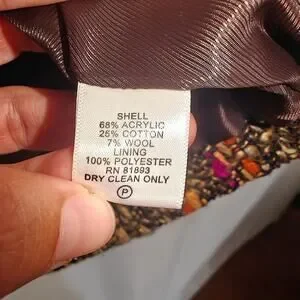 SHELL
68% ACRYLIC
25% COTTON
7% WOOL
LINING
100% POLYESTER
RN 81893
DRY CLEAN ONLY
P